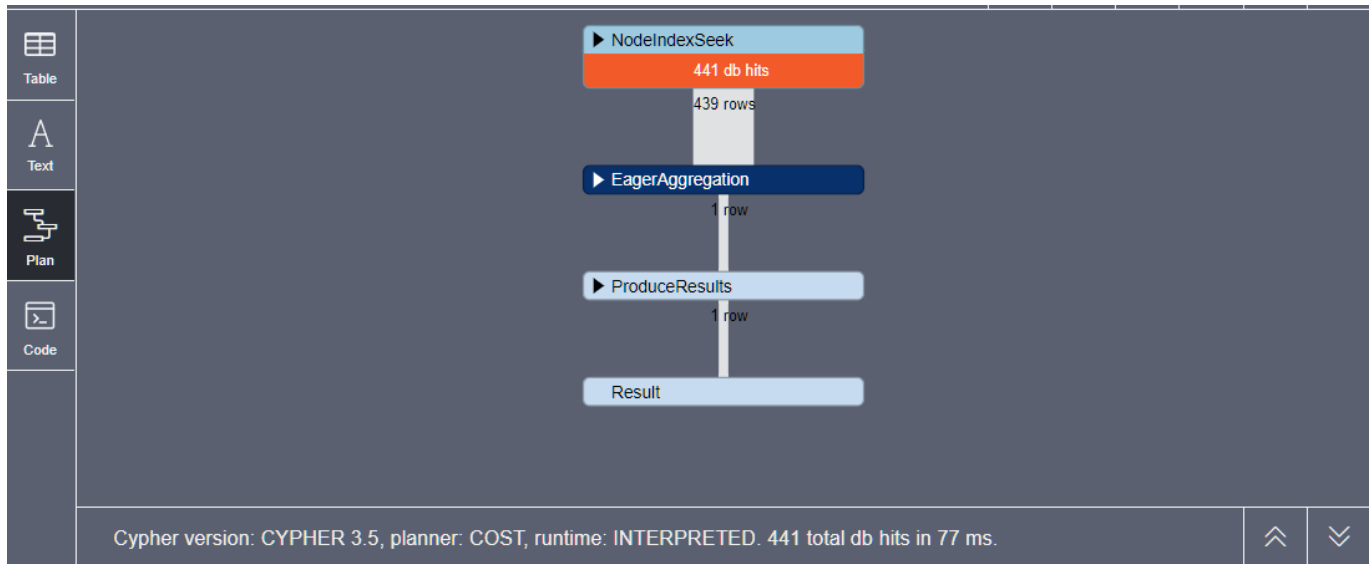 Table
Text
Plan
Code
NodeIndexSeek
441 db hits
439 rows
EagerAggregation
1 row
ProduceResults
1 row
Result
Cypher version: CYPHER 3.5, planner: COST, runtime: INTERPRETED. 441 total db hits in 77 ms.